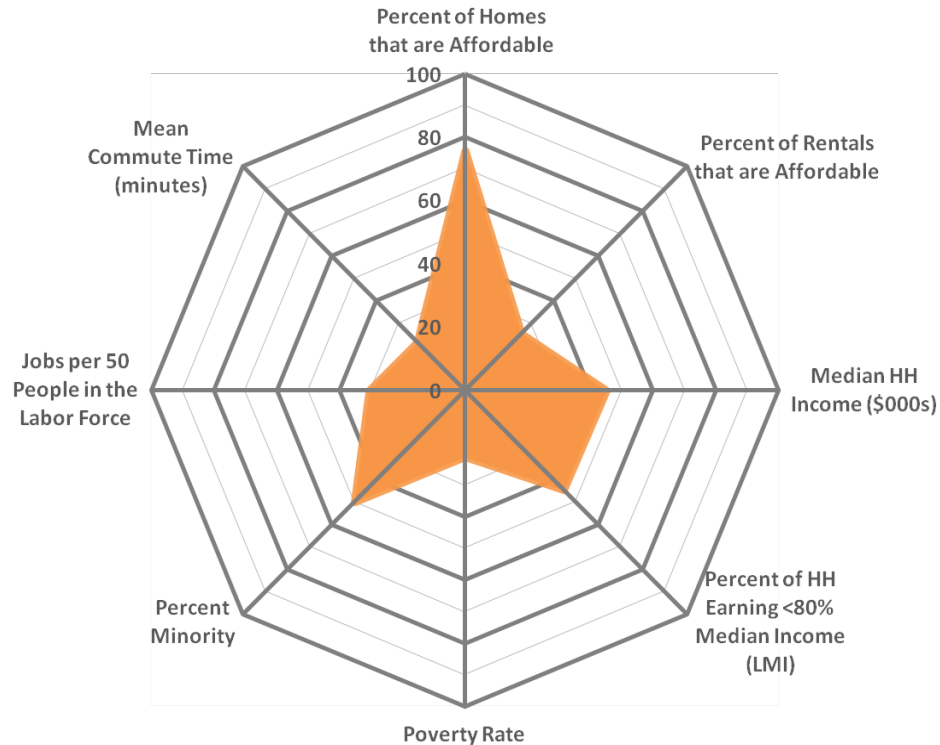 Percent of Homes
that are Affordable
100
Mean
Commute Time
(minutes)
80
Percent of Rentals
that are Affordable
60
40
20
Jobs per 50
People in the
Labor Force
0
Median HH
Income ($000s)
Percent
Minority
Percent of HH
Earning <80%
Median Income
(LMI)
Poverty Rate